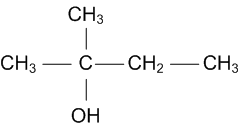 CH₃
CH₃ — C — CH₂ — CH₃
OH